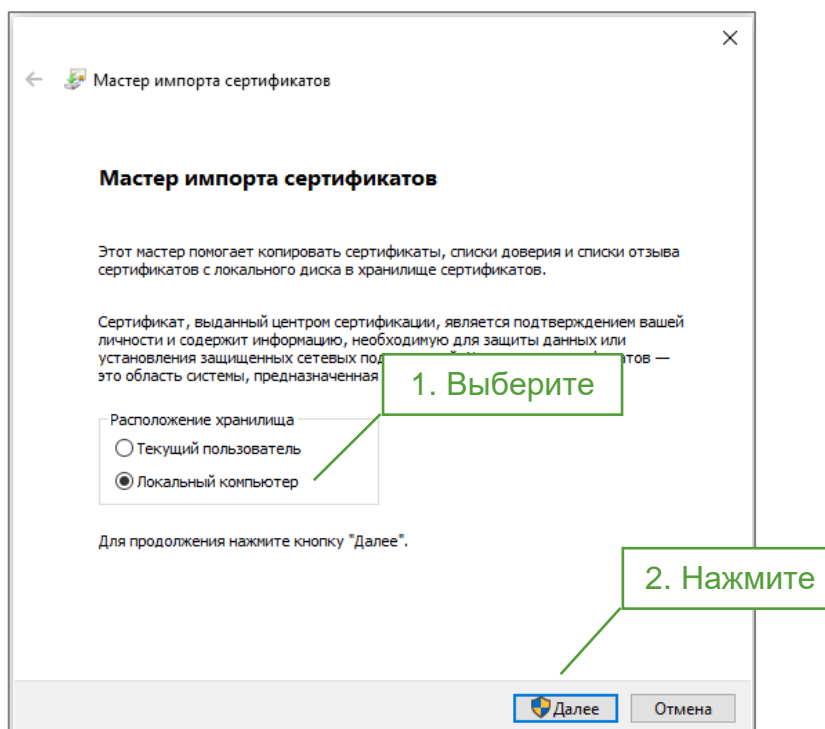 Мастер импорта сертификатов
Мастер импорта сертификатов
Этот мастер помогает копировать сертификаты, списки доверия и списки отзыва
сертификатов с локального диска в хранилище сертификатов.
Сертификат, выданный центром сертификации, является подтверждением вашей
личности и содержит информацию, необходимую для защиты данных или
установления защищенных сетевых —
это область системы, предназначенная
1. Выберите
Расположение хранилища
Текущий пользователь
Локальный компьютер
Для продолжения нажмите кнопку "Далее".
2. Нажмите
Далее Отмена